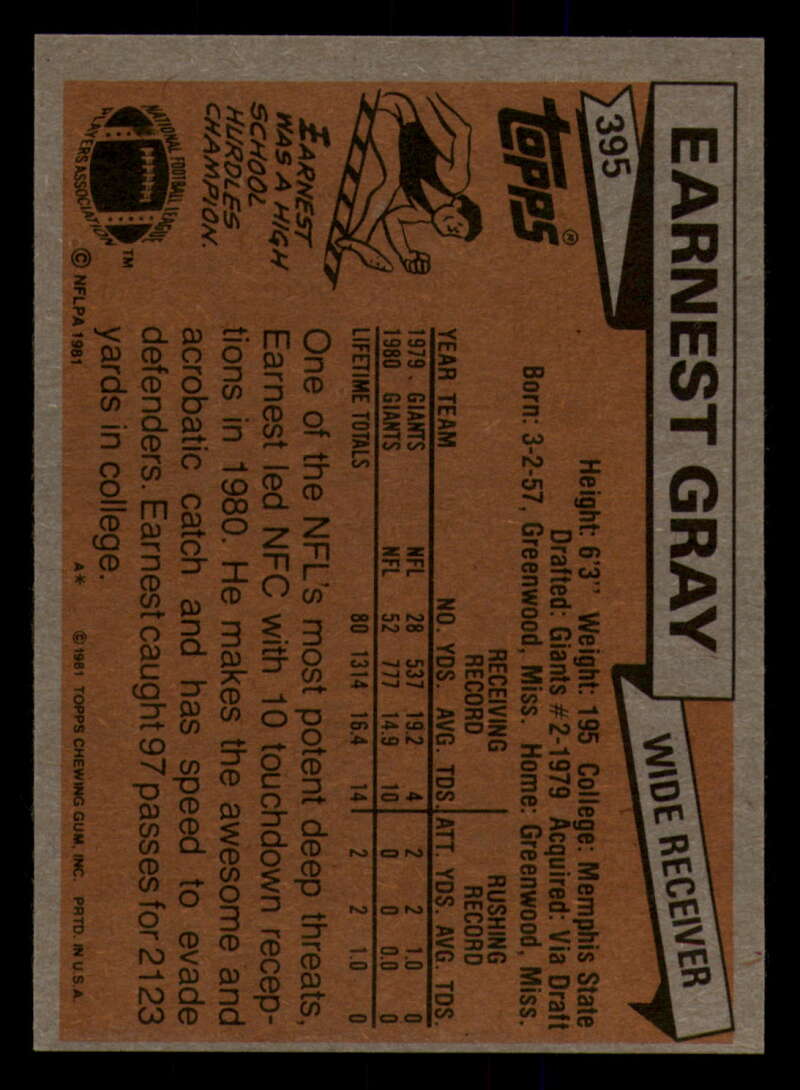 395
EARNEST GRAY
WIDE RECEIVER
topps®
Height: 6'3" Weight: 195 College: Memphis State
Drafted: Giants #2-1979 Acquired: Via Draft
Born: 3-2-57, Greenwood, Miss. Home: Greenwood, Miss.
RECEIVING RECORD RUSHING RECORD
YEAR TEAM NO. YDS. AVG. TDS. ATT. YDS. AVG. TDS.
1979 GIANTS NFL 28 537 19.2 4 2 2 1.0 0
1980 GIANTS NFL 52 777 14.9 10 0 0 0.0 0
LIFETIME TOTALS 80 1314 16.4 14 2 2 1.0 0
EARNEST
WAS A HIGH
SCHOOL
HURDLES
CHAMPION.
One of the NFL's most potent deep threats,
Earnest led NFC with 10 touchdown recep-
tions in 1980. He makes the awesome and
acrobatic catch and has speed to evade
defenders. Earnest caught 97 passes for 2123
yards in college.
NATIONAL FOOTBALL LEAGUE
PLAYERS ASSOCIATION
TM
© NFLPA 1981
A* © 1981 TOPPS CHEWING GUM, INC. PRTD. IN U.S.A.